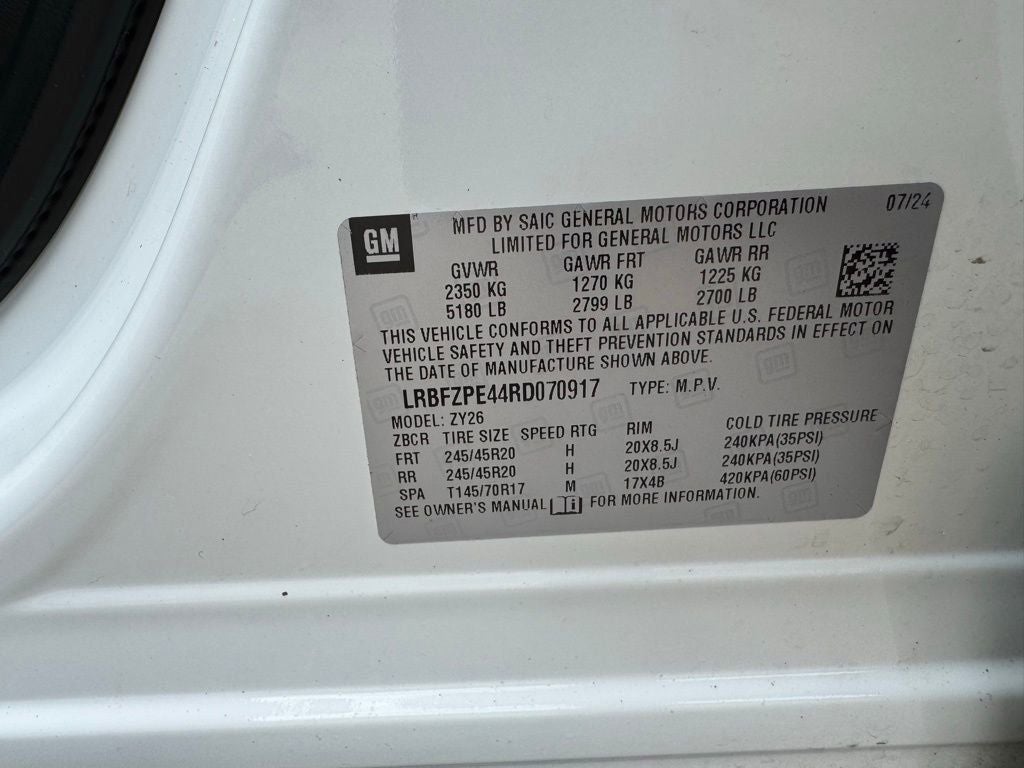 GM
MFD BY SAIC GENERAL MOTORS CORPORATION 07/24
LIMITED FOR GENERAL MOTORS LLC
GVWR GAWR FRT GAWR RR
2350 KG 1270 KG 1225 KG
5180 LB 2799 LB 2700 LB
THIS VEHICLE CONFORMS TO ALL APPLICABLE U.S. FEDERAL MOTOR
VEHICLE SAFETY AND THEFT PREVENTION STANDARDS IN EFFECT ON
THE DATE OF MANUFACTURE SHOWN ABOVE.
LRBFZPE44RD070917 TYPE: M.P.V.
MODEL: ZY26
ZBCR TIRE SIZE SPEED RTG RIM COLD TIRE PRESSURE
FRT 245/45R20 H 20X8.5J 240KPA(35PSI)
RR 245/45R20 H 20X8.5J 240KPA(35PSI)
SPA T145/70R17 M 17X4B 420KPA(60PSI)
SEE OWNER'S MANUAL FOR MORE INFORMATION.